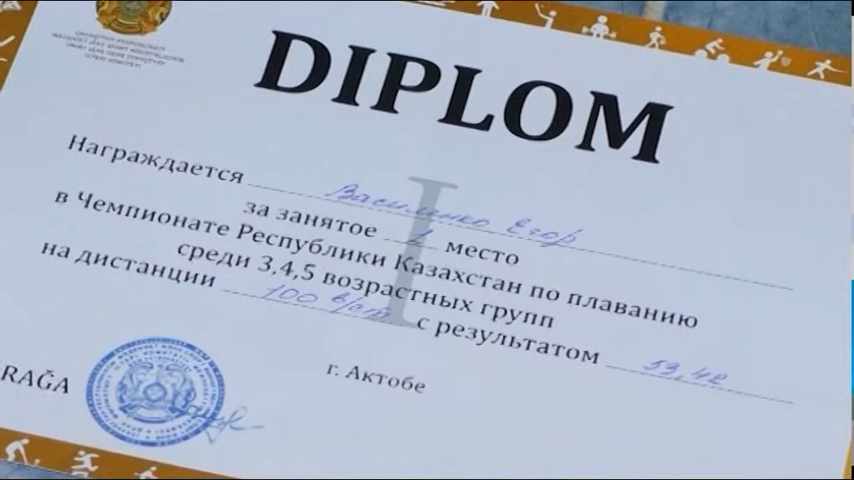 DIPLOM
Награждается Василенко Егор
за занятое 1 место
в Чемпионате Республики Казахстан по плаванию
среди 3,4,5 возрастных групп
на дистанции 100 в/ст с результатом 53,42
I
RAĞA
г. Актобе